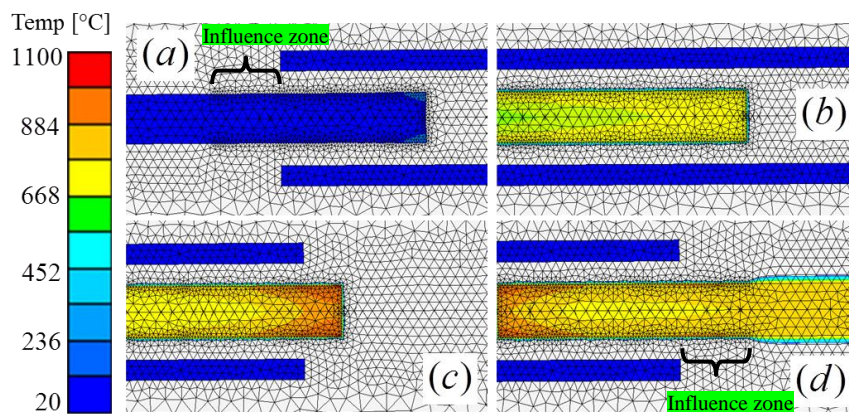 Temp [°C]
1100
884
668
452
236
20
(a)
Influence zone
(b)
(c)
(d)
Influence zone